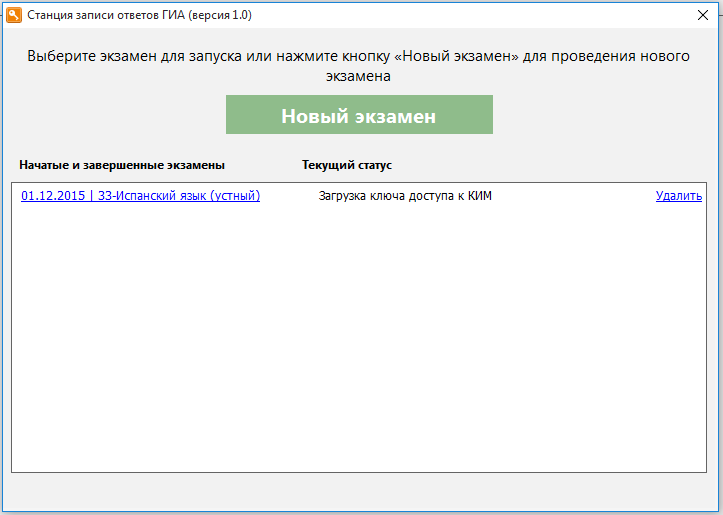 Станция записи ответов ГИА (версия 1.0)
Выберите экзамен для запуска или нажмите кнопку «Новый экзамен» для проведения нового
экзамена
Новый экзамен
Начатые и завершенные экзамены Текущий статус
01.12.2015 | 33-Испанский язык (устный) Загрузка ключа доступа к КИМ Удалить